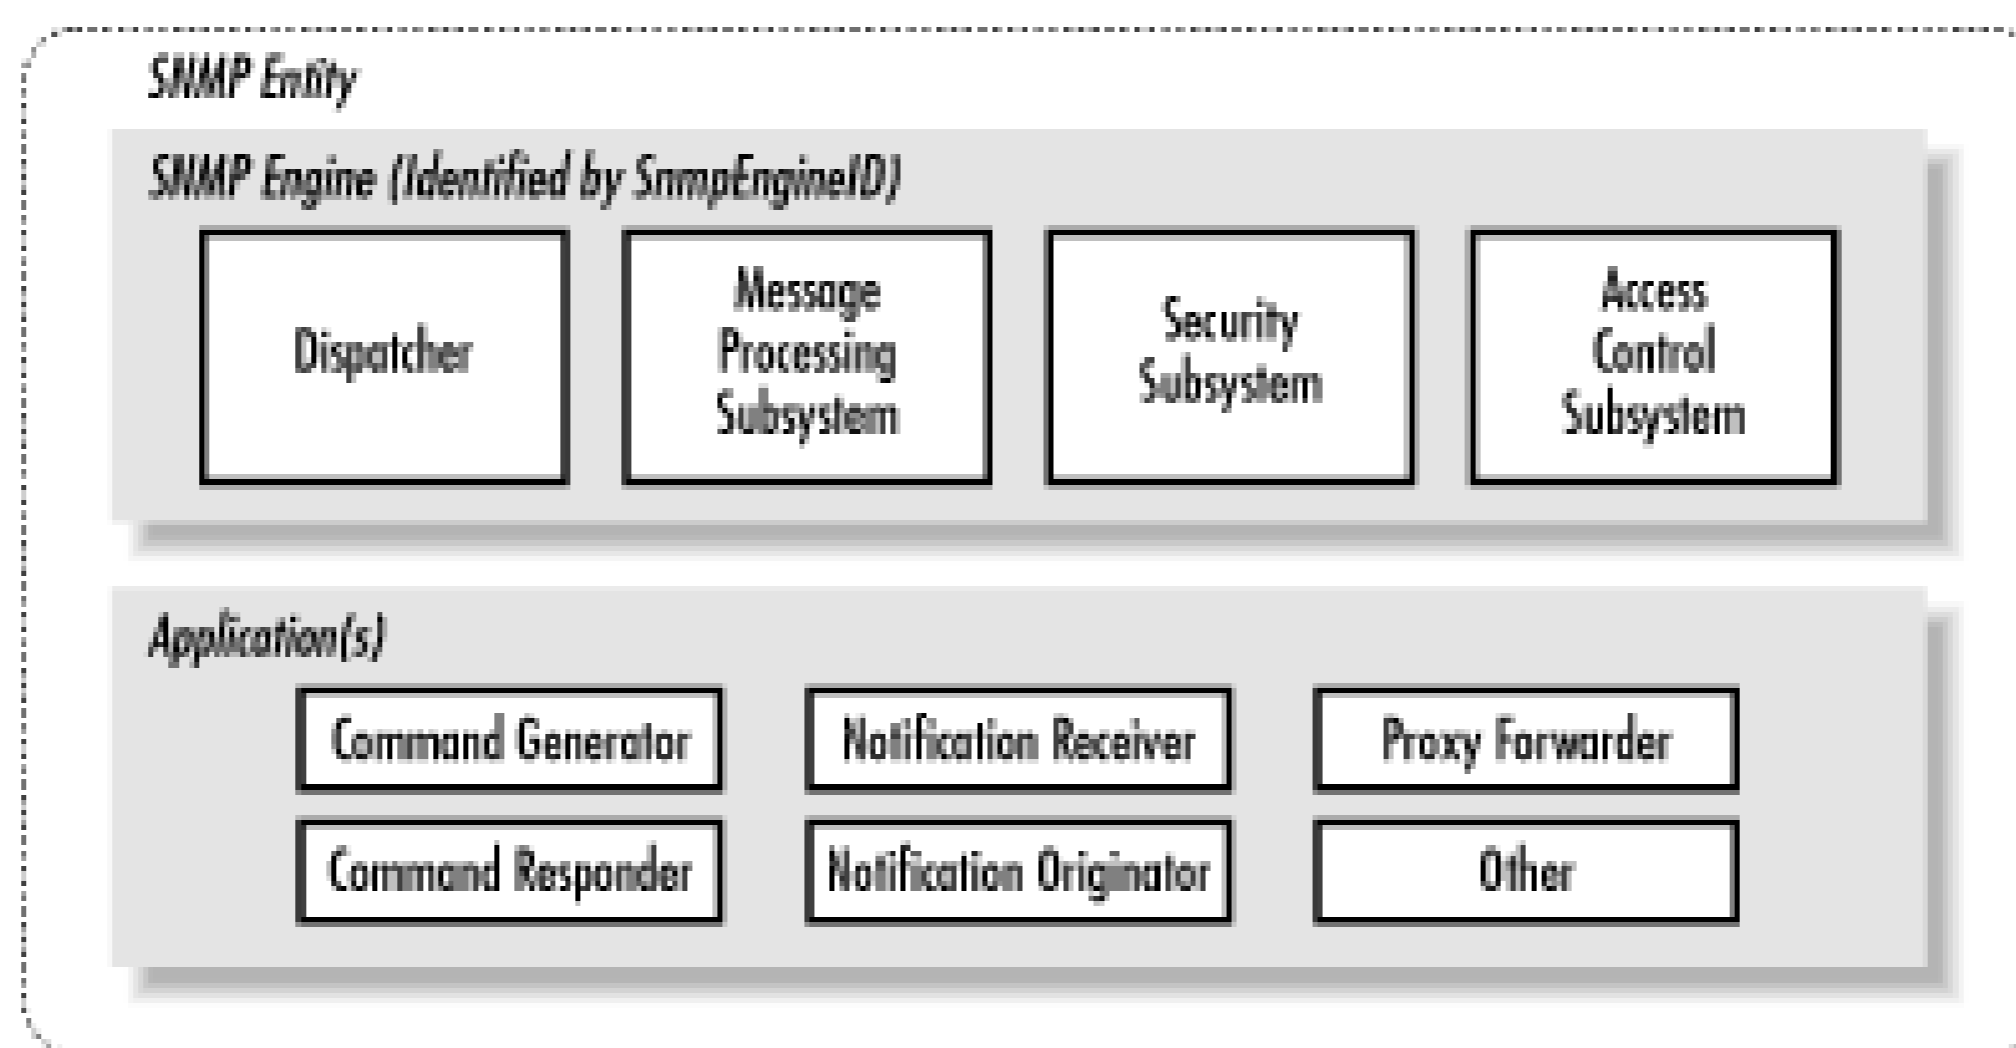 SNMP Entity
SNMP Engine (Identified by SnmpEngineID)
Dispatcher
Message
Processing
Subsystem
Security
Subsystem
Access
Control
Subsystem
Application(s)
Command Generator
Notification Receiver
Proxy Forwarder
Command Responder
Notification Originator
Other